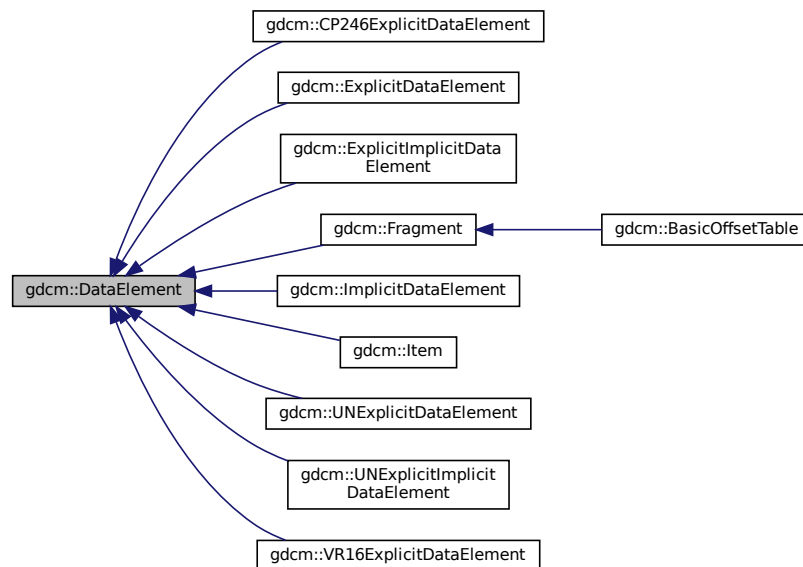 gdcm::CP246ExplicitDataElement
gdcm::ExplicitDataElement
gdcm::ExplicitImplicitData
Element
gdcm::Fragment
gdcm::BasicOffsetTable
gdcm::DataElement
gdcm::ImplicitDataElement
gdcm::Item
gdcm::UNExplicitDataElement
gdcm::UNExplicitImplicit
DataElement
gdcm::VR16ExplicitDataElement